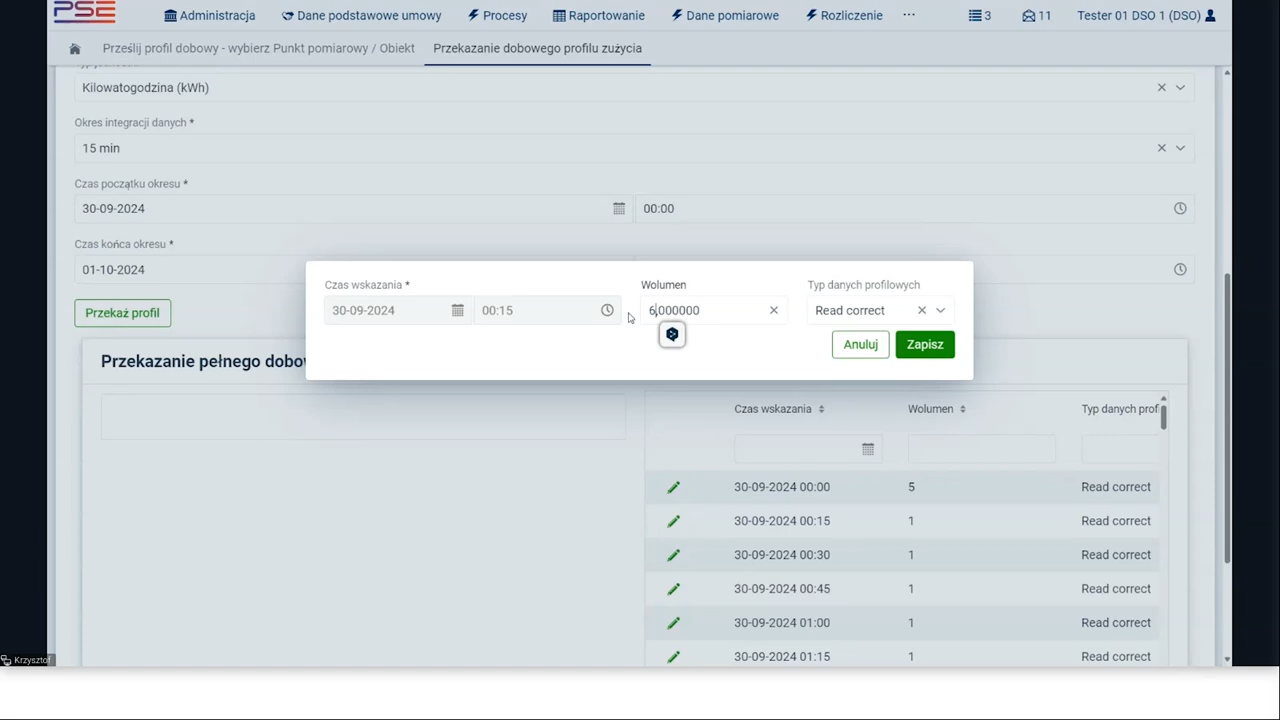 PSE
Administracja Dane podstawowe umowy Procesy Raportowanie Dane pomiarowe Rozliczenie ... 3 11 Tester 01 DSO 1 (DSO)
Prześlij profil dobowy - wybierz Punkt pomiarowy / Obiekt Przekazanie dobowego profilu zużycia
Kilowatogodzina (kWh)
Okres integracji danych *
15 min
Czas początku okresu *
30-09-2024 00:00
Czas końca okresu *
01-10-2024
Czas wskazania * Wolumen Typ danych profilowych
30-09-2024 00:15 6,000000 Read correct
Anuluj Zapisz
Przekaż profil
Przekazanie pełnego dobo
Czas wskazania Wolumen Typ danych prof
30-09-2024 00:00 5 Read correct
30-09-2024 00:15 1 Read correct
30-09-2024 00:30 1 Read correct
30-09-2024 00:45 1 Read correct
30-09-2024 01:00 1 Read correct
30-09-2024 01:15 1 Read correct
Krzysztof